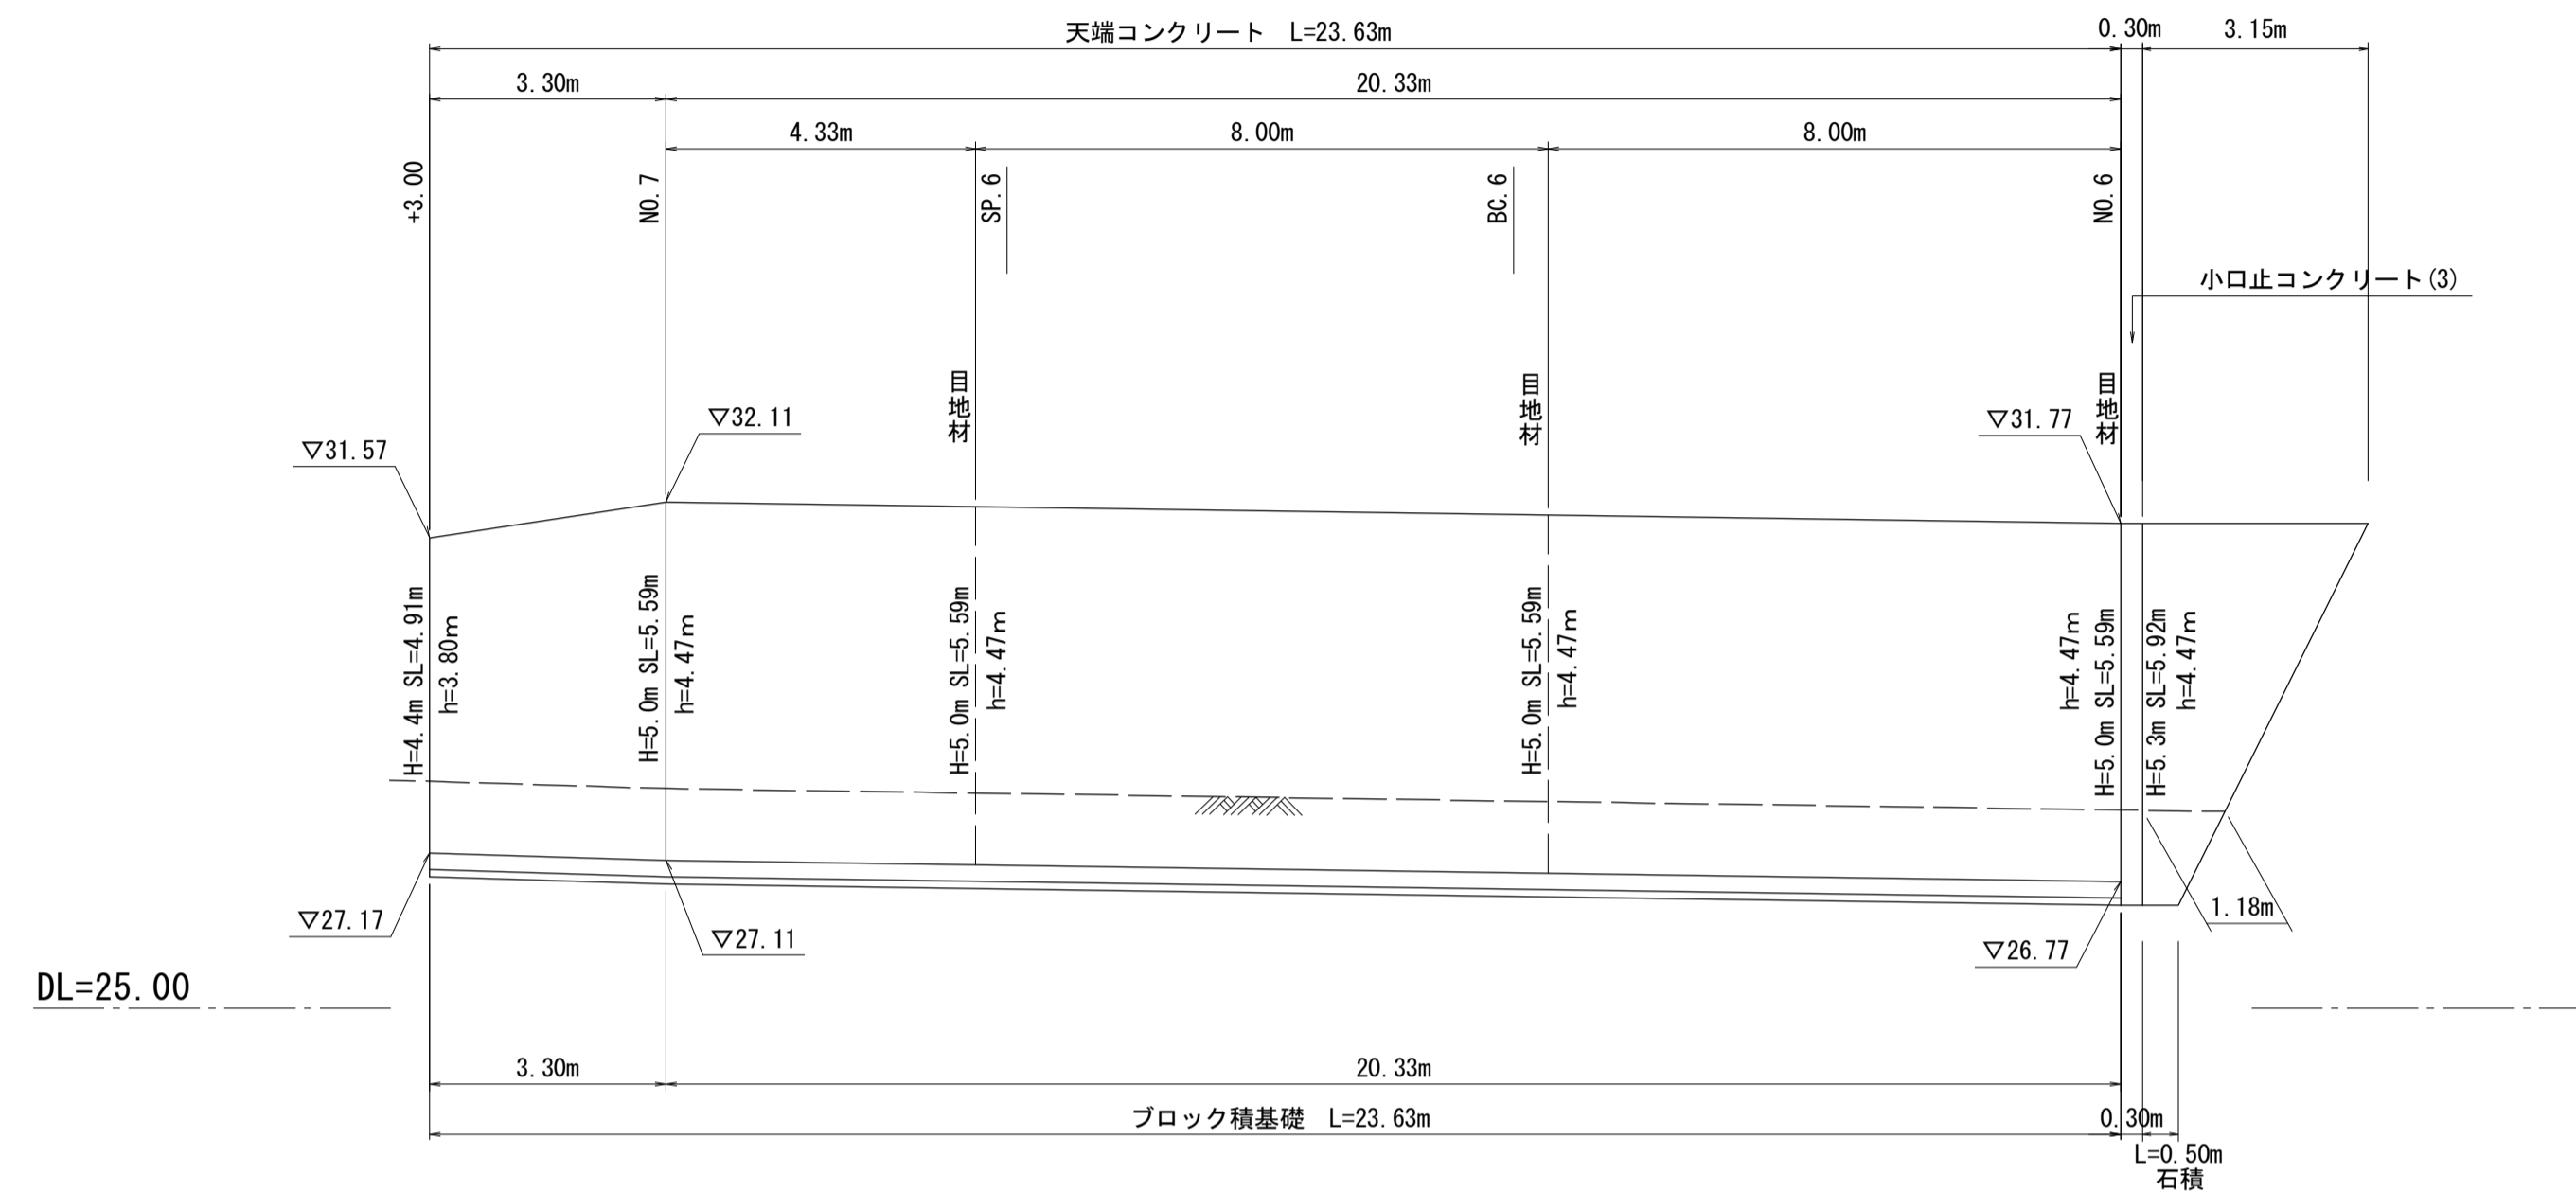 天端コンクリート L=23.63m
0.30m
3.15m
3.30m
20.33m
4.33m
8.00m
8.00m
+3.00
NO.7
SP.6
BC.6
NO.6
小口止コンクリート(3)
目地材
目地材
目地材
▽31.57
▽32.11
▽31.77
H=4.4m SL=4.91m
h=3.80m
H=5.0m SL=5.59m
h=4.47m
H=5.0m SL=5.59m
h=4.47m
H=5.0m SL=5.59m
h=4.47m
h=4.47m
H=5.0m SL=5.59m
H=5.3m SL=5.92m
h=4.47m
▽27.17
▽27.11
▽26.77
1.18m
DL=25.00
3.30m
20.33m
ブロック積基礎 L=23.63m
0.30m
L=0.50m
石積